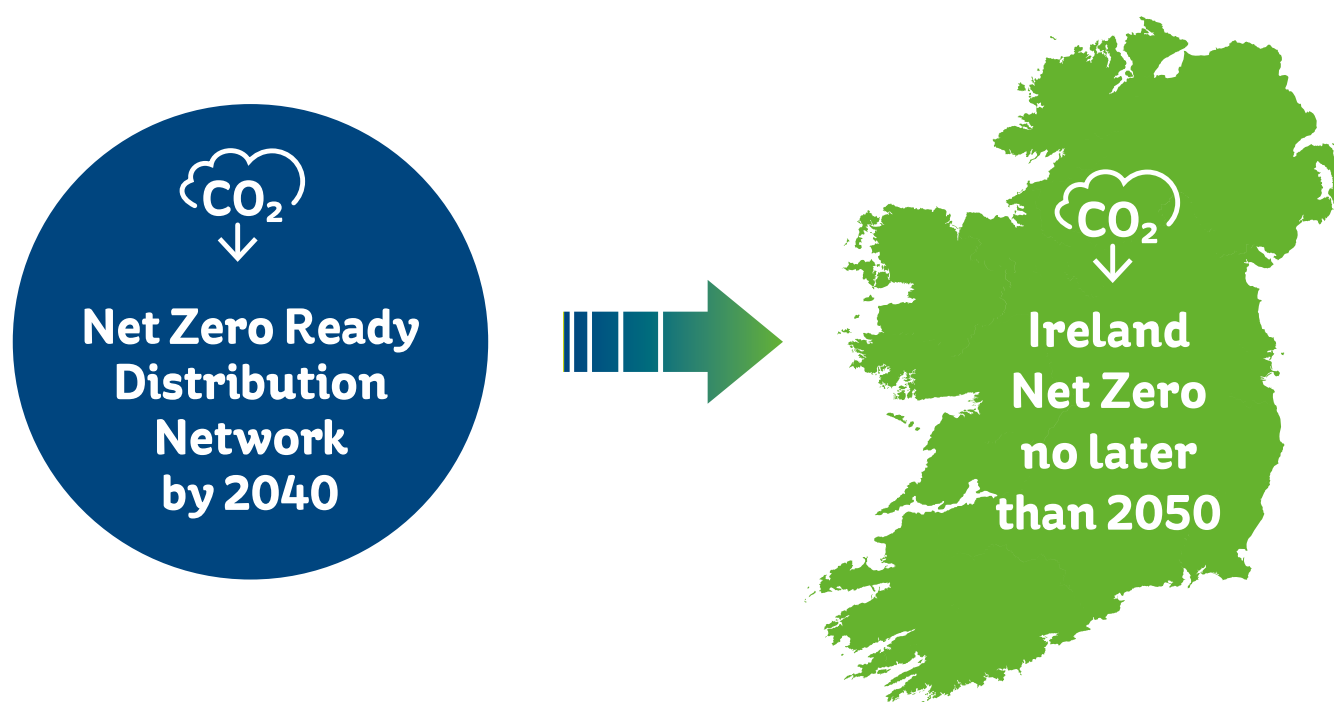 CO₂
Net Zero Ready
Distribution
Network
by 2040
CO₂
Ireland
Net Zero
no later
than 2050